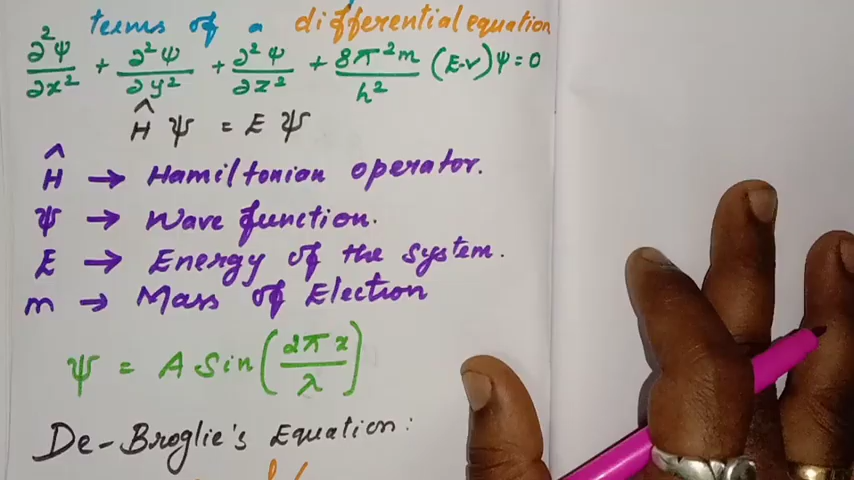 terms of a differential equation
∂²ψ/∂x² + ∂²ψ/∂y² + ∂²ψ/∂z² + 8π²m/h² (E-V)ψ = 0
Ĥ ψ = E ψ
Ĥ → Hamiltonian operator.
ψ → Wave function.
E → Energy of the system.
m → Mass of Election
ψ = A Sin(2πx/λ)
De-Broglie's Equation: